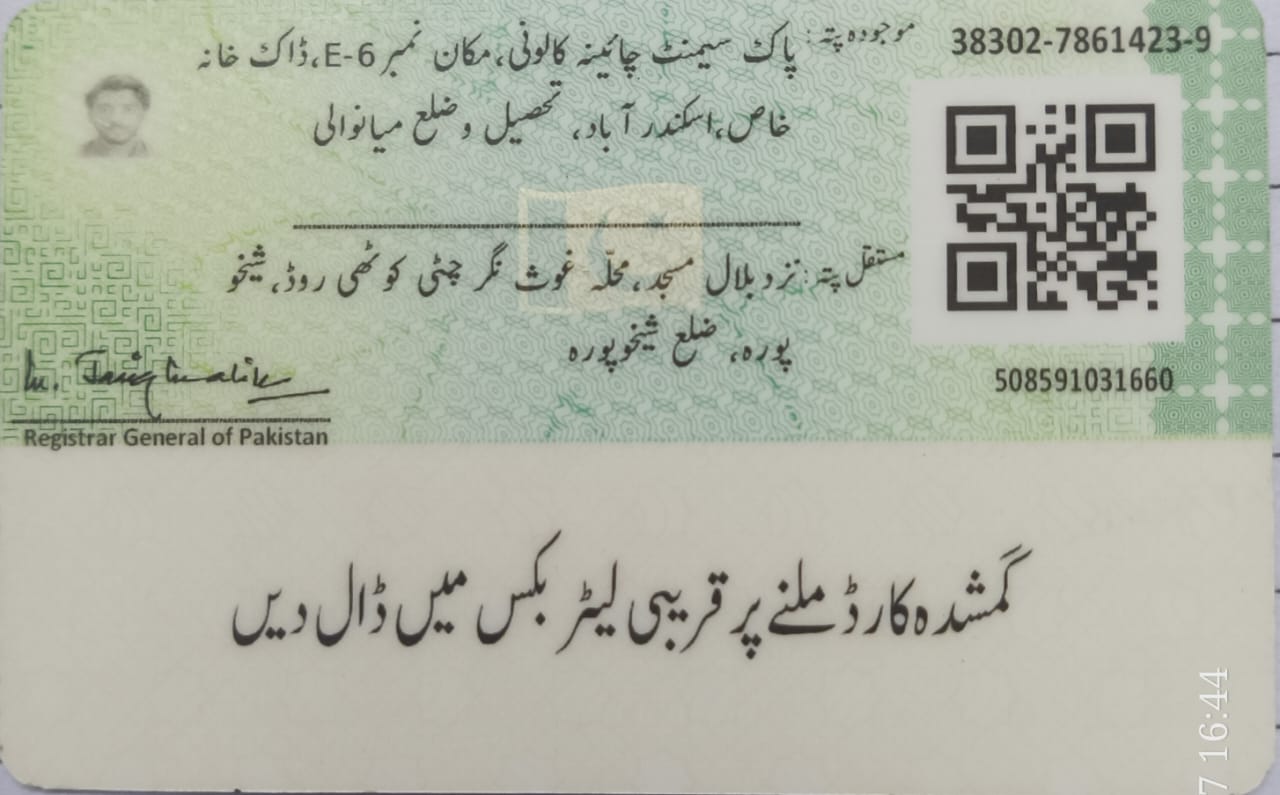 38302-7861423-9
موجودہ پتہ: پاک سیمنٹ چائینہ کالونی،مکان نمبر E-6،ڈاک خانہ
خاص،اسکندر آباد، تحصیل و ضلع میانوالی
مستقل پتہ: نزد بلال مسجد،محلّہ غوث نگر چٹی کوٹھی روڈ،شیخو
پورہ، ضلع شیخوپورہ
508591031660
Registrar General of Pakistan
گمشدہ کارڈ ملنے پر قریبی لیٹر بکس میں ڈال دیں
7 16:44